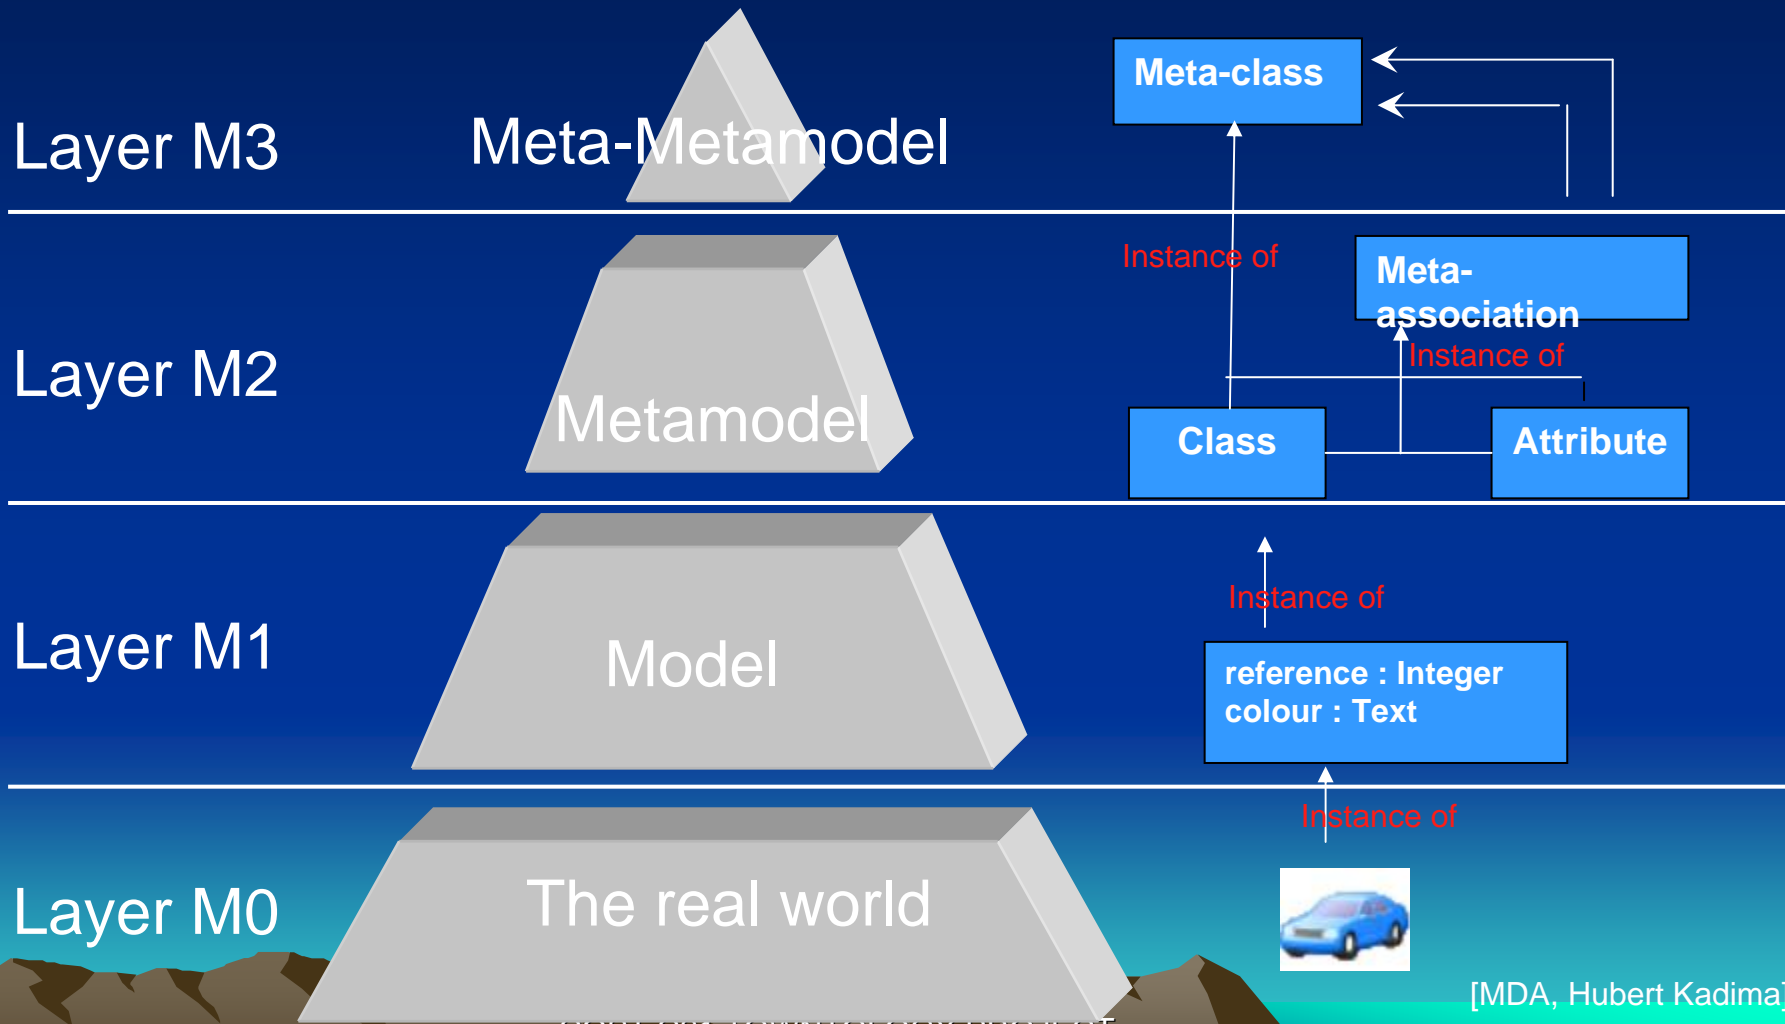 Layer M3
Meta-Metamodel
Meta-class
Instance of
Layer M2
Metamodel
Meta-
association
Instance of
Class
Attribute
Layer M1
Model
Instance of
reference : Integer
colour : Text
Layer M0
The real world
Instance of
[MDA, Hubert Kadima]